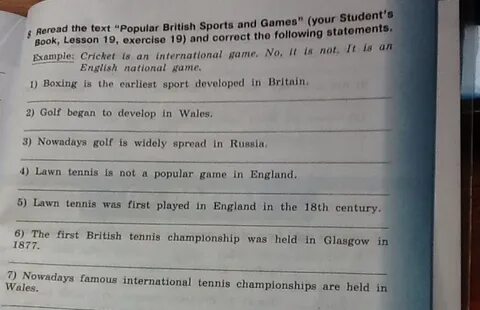 8 Reread the text "Popular British Sports and Games" (your Student's
Book, Lesson 19, exercise 19) and correct the following statements.
Example: Cricket is an international game. No, it is not. It is an
English national game.
1) Boxing is the earliest sport developed in Britain.
2) Golf began to develop in Wales.
3) Nowadays golf is widely spread in Russia.
4) Lawn tennis is not a popular game in England.
5) Lawn tennis was first played in England in the 18th century.
6) The first British tennis championship was held in Glasgow in
1877.
7) Nowadays famous international tennis championships are held in
Wales.